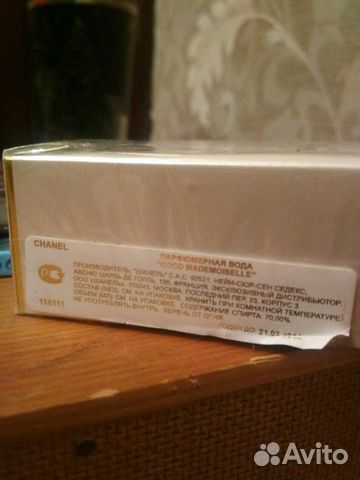 CHANEL
ПАРФЮМЕРНАЯ ВОДА
"COCO MADEMOISELLE"
ПРОИЗВОДИТЕЛЬ: "ШАНЕЛЬ" С.А.С. 92521, НЕЙИ-СЮР-СЕН СЕДЕКС,
АВЕНЮ ШАРЛЬ ДЕ ГОЛЛЬ, 135, ФРАНЦИЯ. ЭКСКЛЮЗИВНЫЙ ДИСТРИБЬЮТОР:
ООО "ШАНЕЛЬ", 103045, МОСКВА, ПОСЛЕДНИЙ ПЕР. 23, КОРПУС 3
СОСТАВ (INCI): СМ. НА УПАКОВКЕ. ХРАНИТЬ ПРИ КОМНАТНОЙ ТЕМПЕРАТУРЕ
ОБЪЕМ (МЛ): СМ. НА УПАКОВКЕ. СОДЕРЖАНИЕ СПИРТА: 70,00%.
НЕ УПОТРЕБЛЯТЬ ВНУТРЬ. БЕРЕЧЬ ОТ ОГНЯ.
110111
ГОДЕН ДО: 21.03
Avito